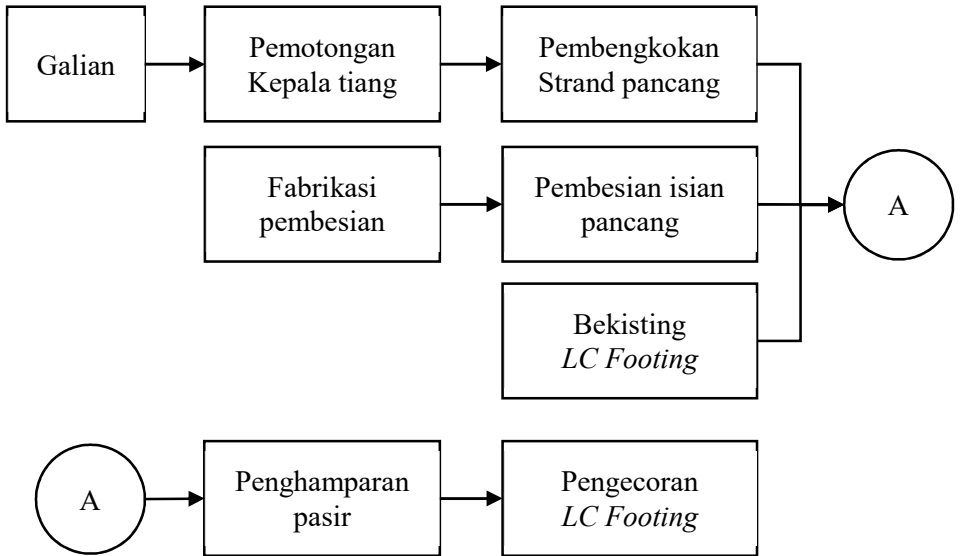 Galian
Pemotongan
Kepala tiang
Pembengkokan
Strand pancang
Fabrikasi
pembesian
Pembesian isian
pancang
A
Bekisting
LC Footing
A
Penghamparan
pasir
Pengecoran
LC Footing